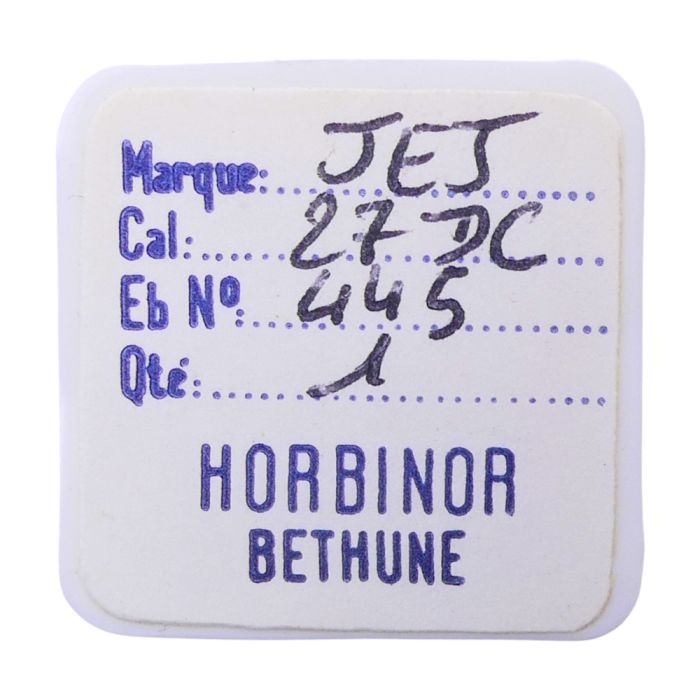 Marque: JEJ
Cal: 27 DC
Eb Nº: 445
Qté: 1
HORBINOR
BETHUNE